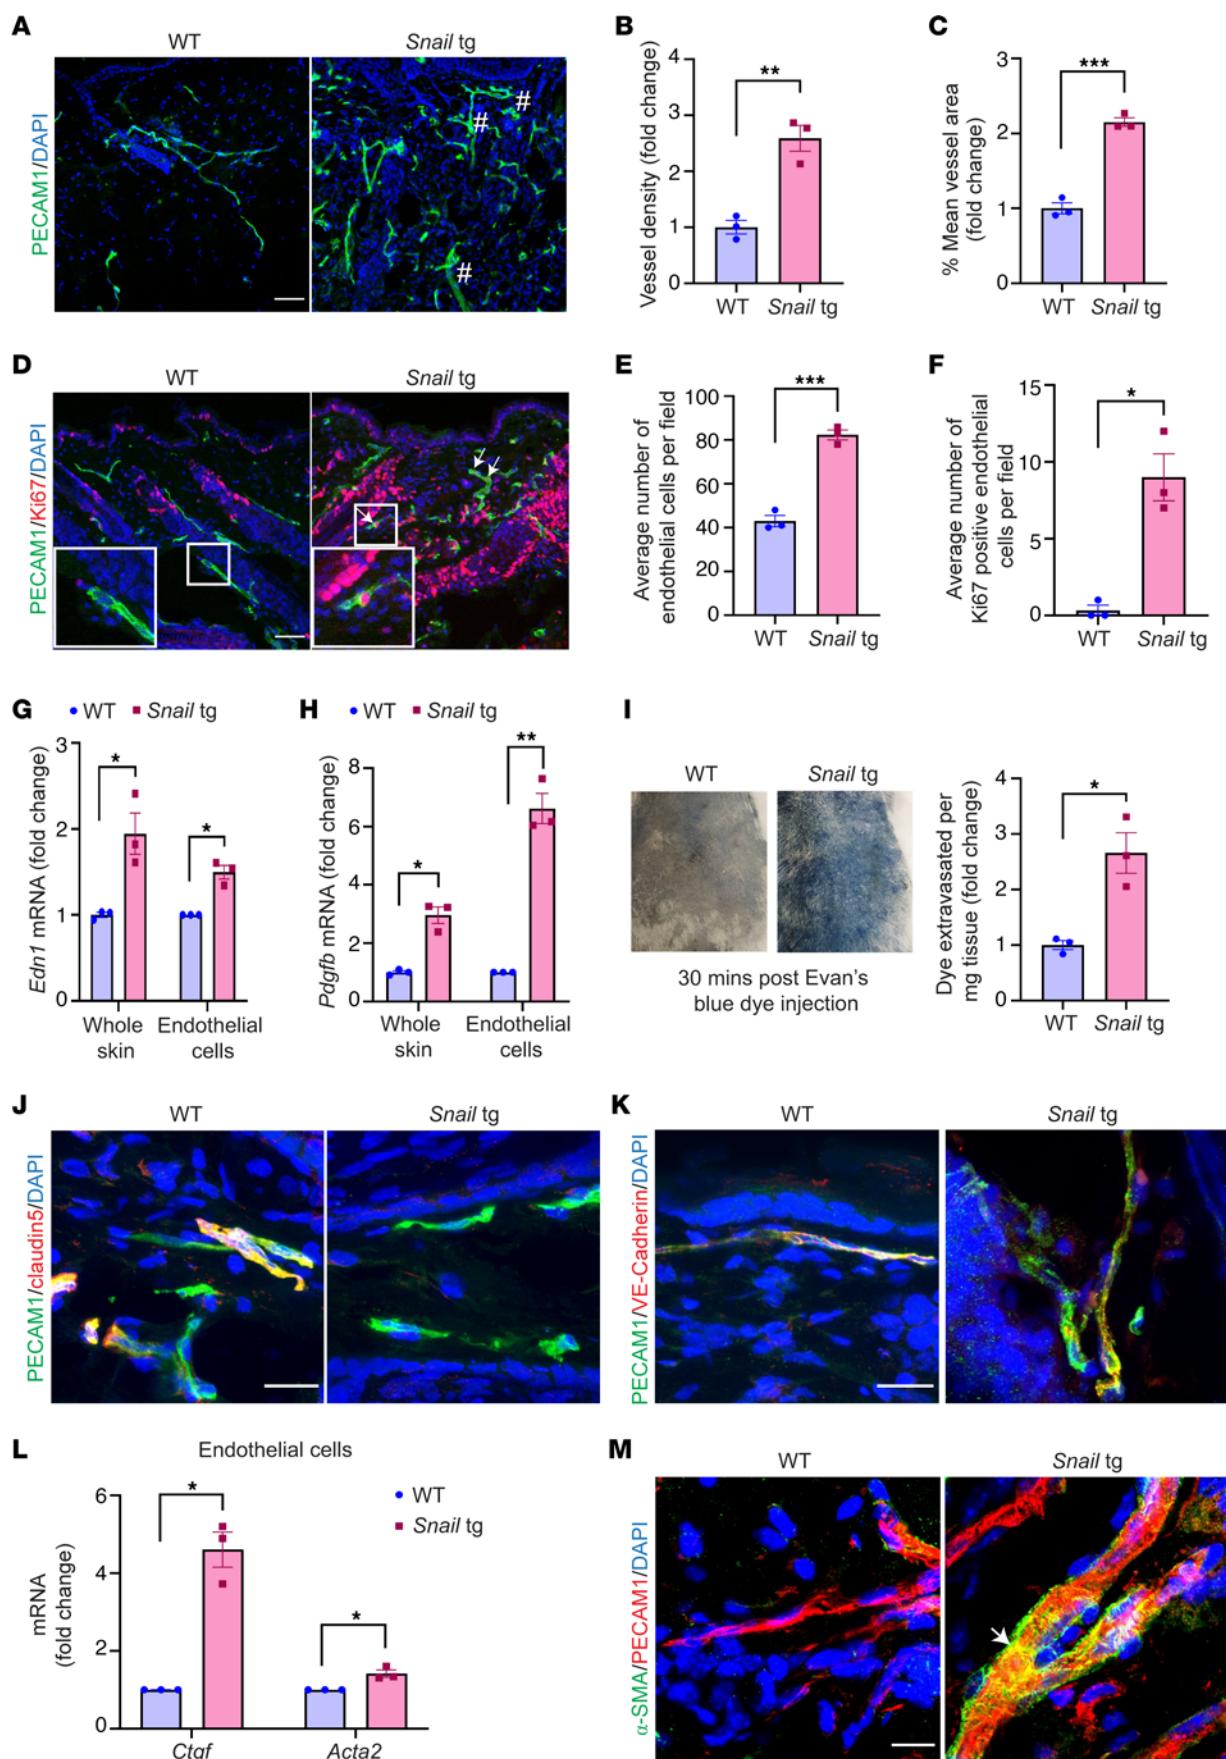 A
WT
Snail tg
PECAM1/DAPI
#
#
#
B
Vessel density (fold change)
4
3
2
1
0
**
WT
Snail tg
C
% Mean vessel area
(fold change)
3
2
1
0
***
WT
Snail tg
D
WT
Snail tg
PECAM1/Ki67/DAPI
E
Average number of
endothelial cells per field
100
80
60
40
20
0
***
WT
Snail tg
F
Average number of
Ki67 positive endothelial
cells per field
15
10
5
0
*
WT
Snail tg
G
WT
Snail tg
Edn1 mRNA (fold change)
3
2
1
0
*
*
Whole
skin
Endothelial
cells
H
WT
Snail tg
Pdgfb mRNA (fold change)
8
6
4
2
0
*
**
Whole
skin
Endothelial
cells
I
WT
Snail tg
30 mins post Evan's
blue dye injection
Dye extravasated per
mg tissue (fold change)
4
3
2
1
0
*
WT
Snail tg
J
WT
Snail tg
PECAM1/claudin5/DAPI
K
WT
Snail tg
PECAM1/VE-Cadherin/DAPI
L
Endothelial cells
WT
Snail tg
mRNA
(fold change)
6
4
2
0
*
*
Ctgf
Acta2
M
WT
Snail tg
α-SMA/PECAM1/DAPI